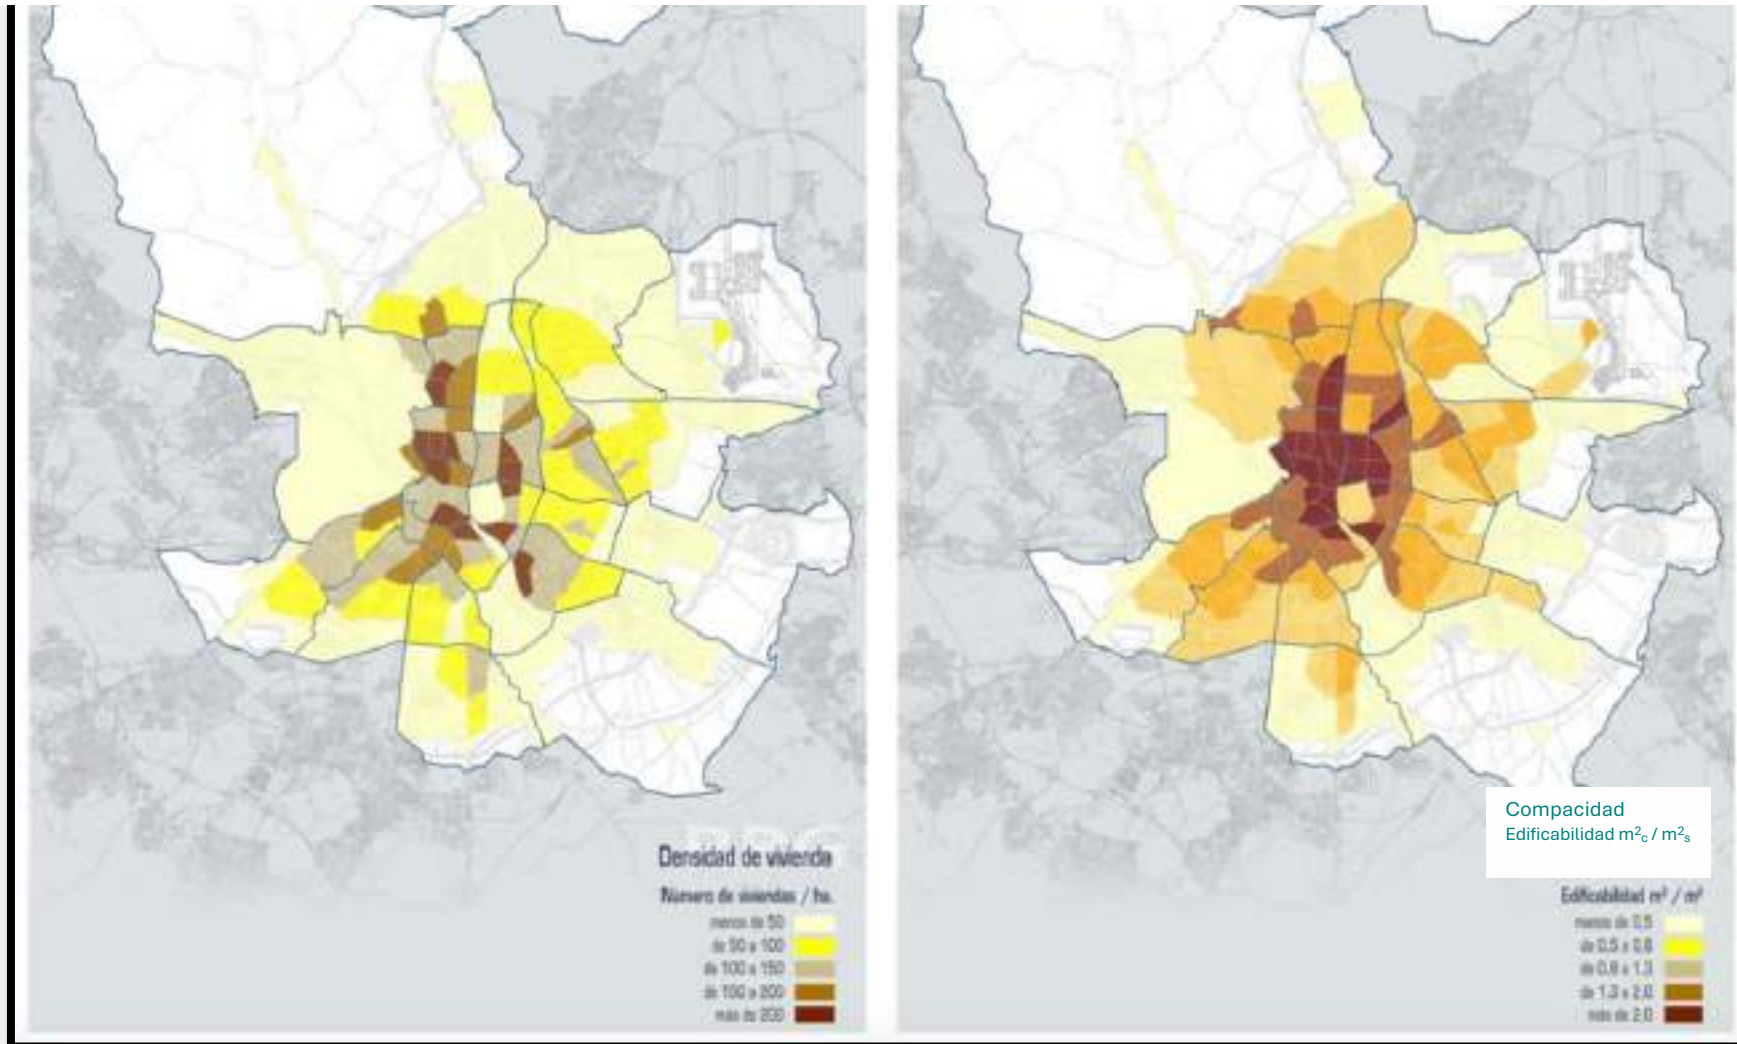 Densidad de vivienda
Número de viviendas / ha.
menos de 50
de 50 a 100
de 100 a 150
de 150 a 200
más de 200
Compacidad
Edificabilidad m²c / m²s
Edificabilidad m² / m²
menos de 0,5
de 0,5 a 0,8
de 0,8 a 1,3
de 1,3 a 2,0
más de 2,0